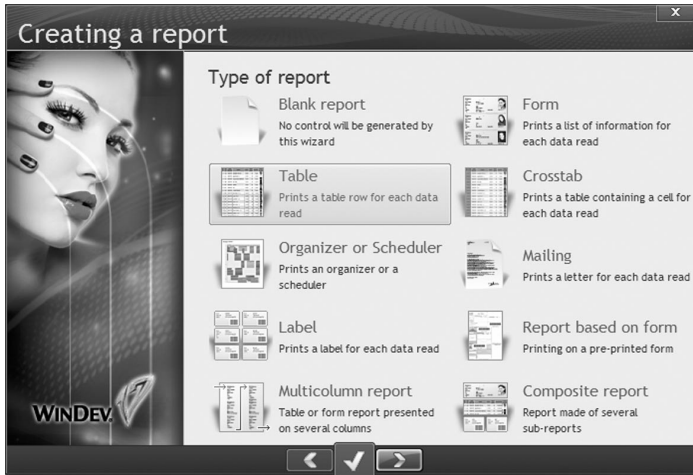 x
Creating a report
Type of report
Blank report
No control will be generated by
this wizard
Form
Prints a list of information for
each data read
Table
Prints a table row for each data
read
Crosstab
Prints a table containing a cell for
each data read
Organizer or Scheduler
Prints an organizer or a
scheduler
Mailing
Prints a letter for each data read
Label
Prints a label for each data read
Report based on form
Printing on a pre-printed form
Multicolumn report
Table or form report presented
on several columns
Composite report
Report made of several
sub-reports
WINDEV.